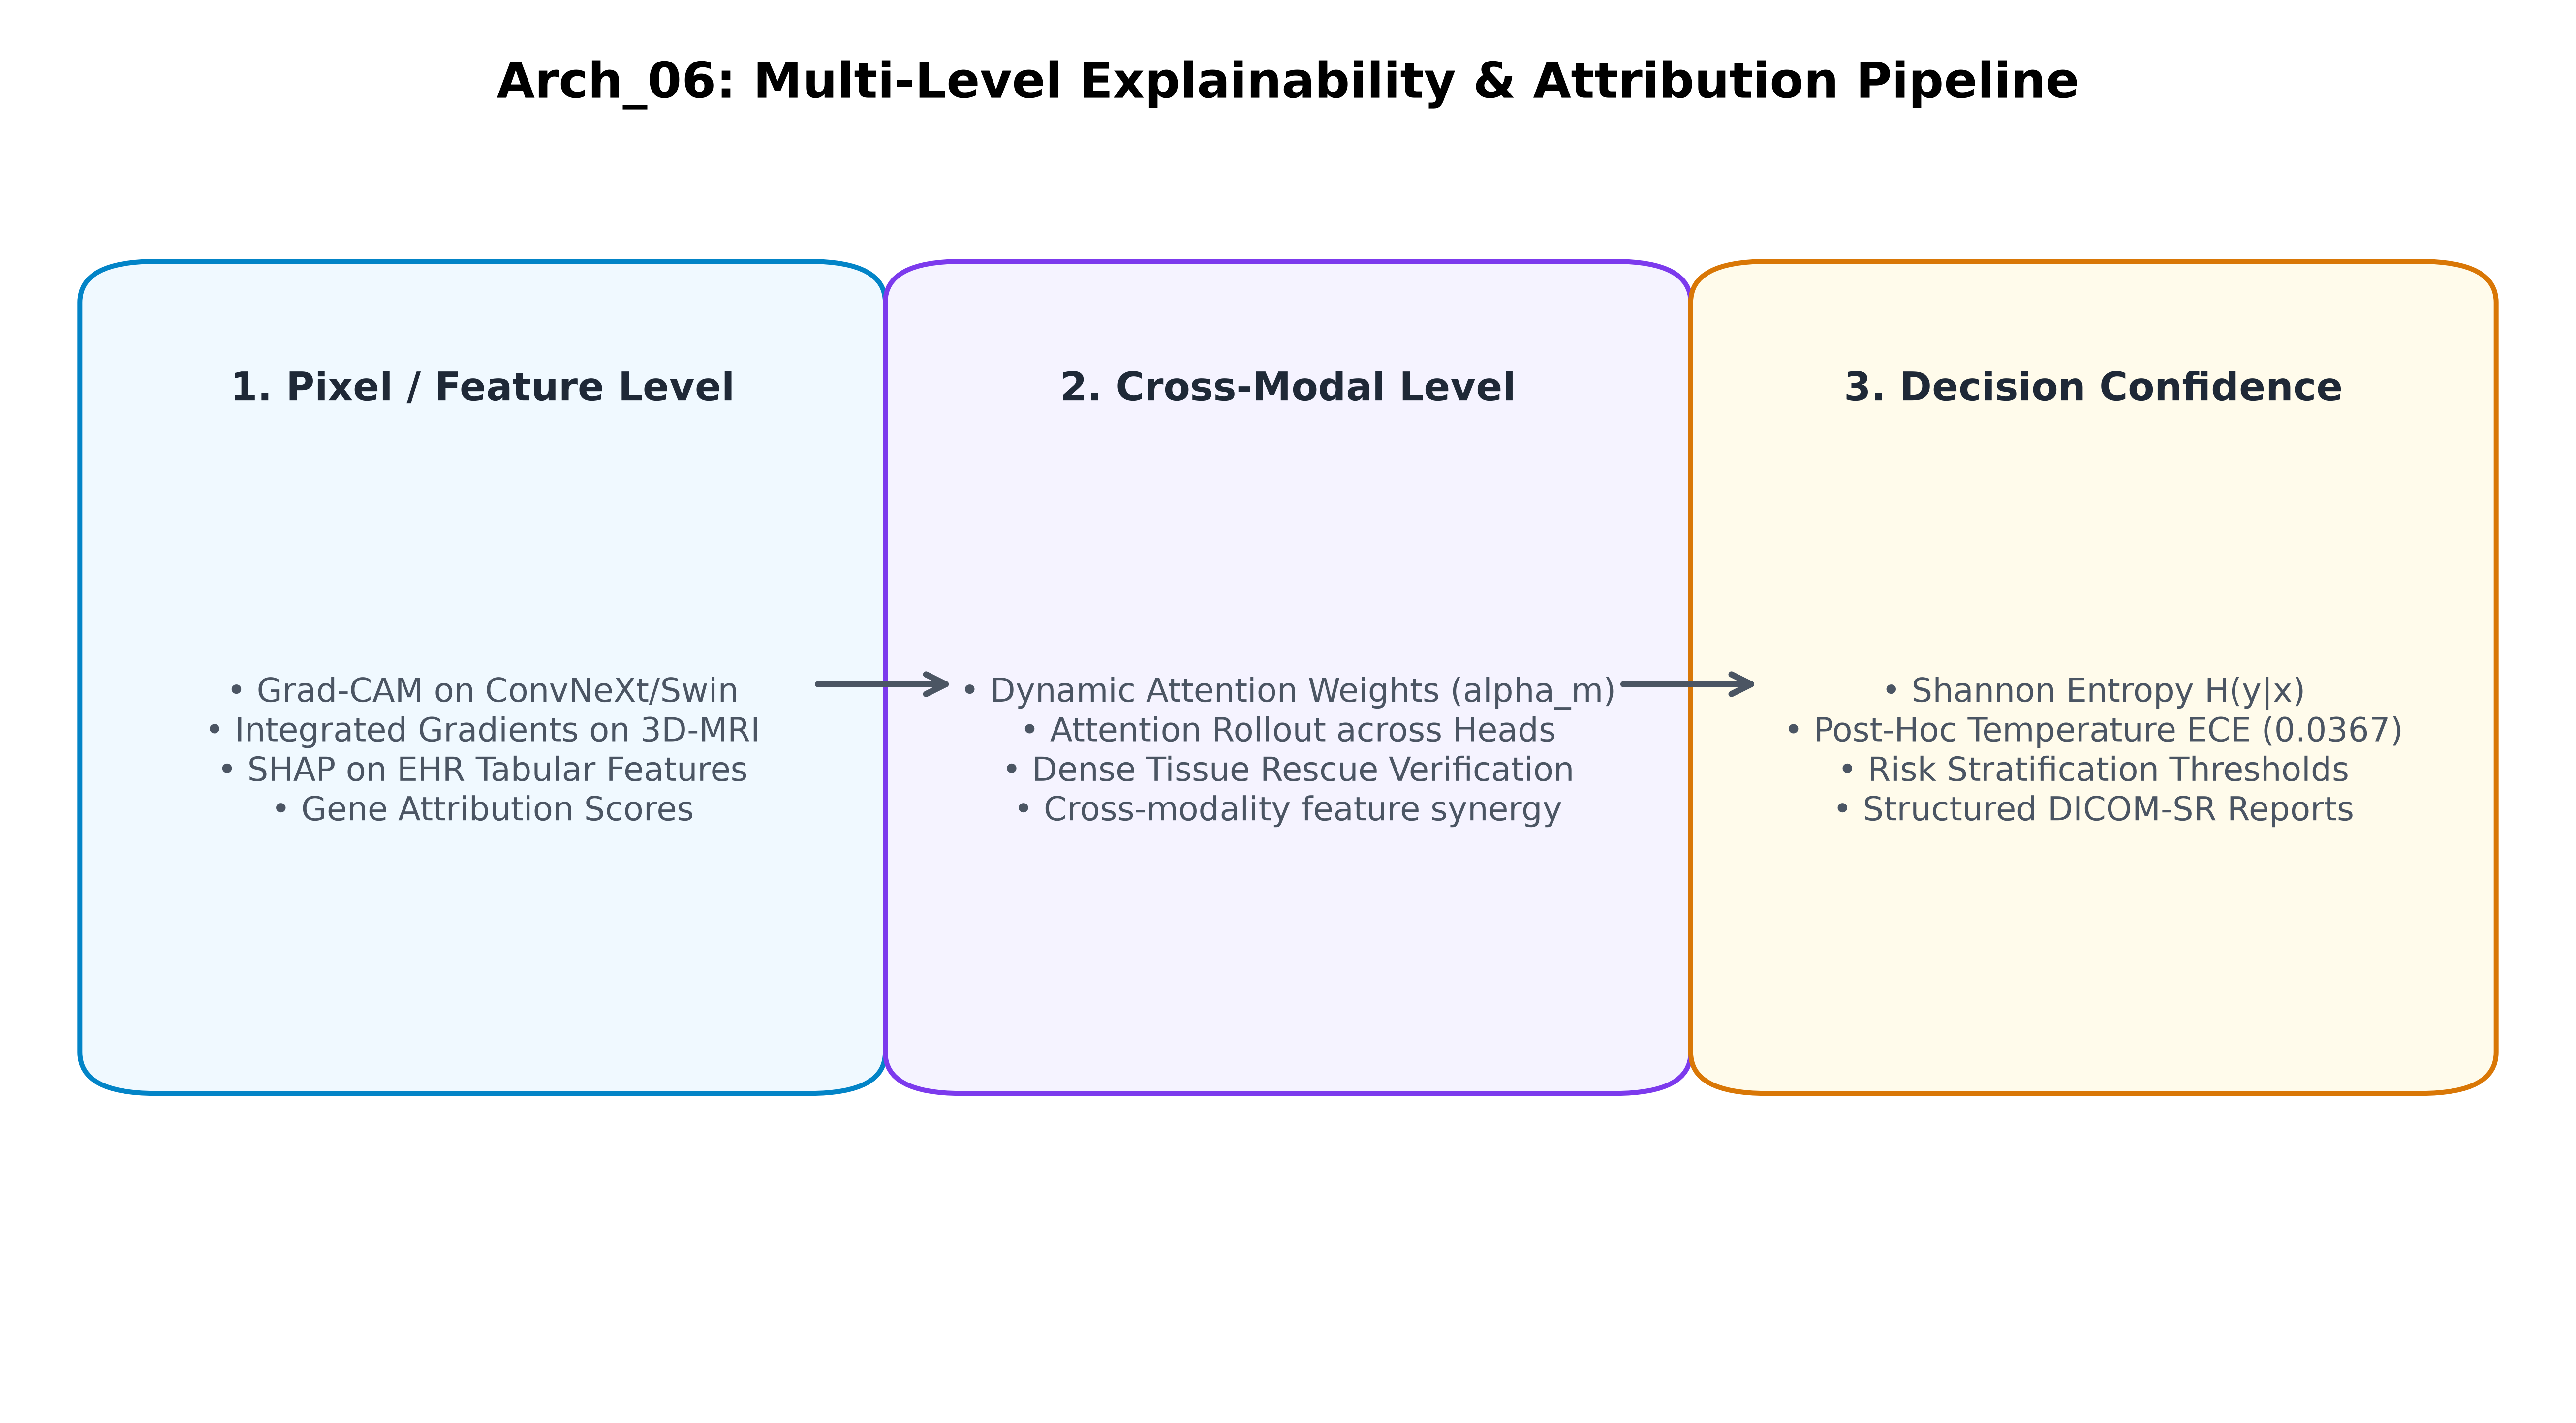 Arch_06: Multi-Level Explainability & Attribution Pipeline
1. Pixel / Feature Level
• Grad-CAM on ConvNeXt/Swin
• Integrated Gradients on 3D-MRI
• SHAP on EHR Tabular Features
• Gene Attribution Scores
2. Cross-Modal Level
• Dynamic Attention Weights (alpha_m)
• Attention Rollout across Heads
• Dense Tissue Rescue Verification
• Cross-modality feature synergy
3. Decision Confidence
• Shannon Entropy H(y|x)
• Post-Hoc Temperature ECE (0.0367)
• Risk Stratification Thresholds
• Structured DICOM-SR Reports